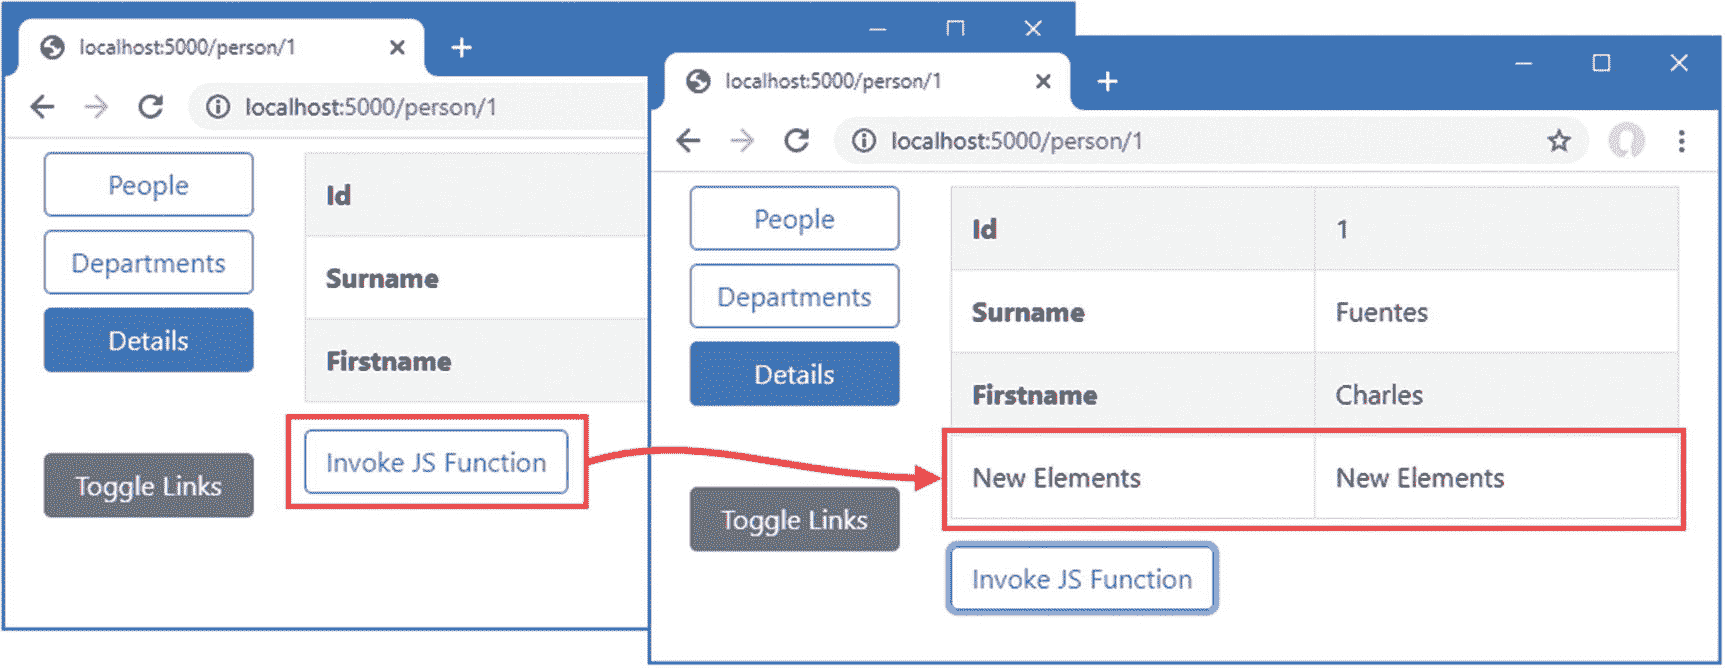 localhost:5000/person/1
localhost:5000/person/1
People
Departments
Details
Toggle Links
Id
Surname
Firstname
Invoke JS Function
localhost:5000/person/1
localhost:5000/person/1
People
Departments
Details
Toggle Links
Id 1
Surname Fuentes
Firstname Charles
New Elements New Elements
Invoke JS Function